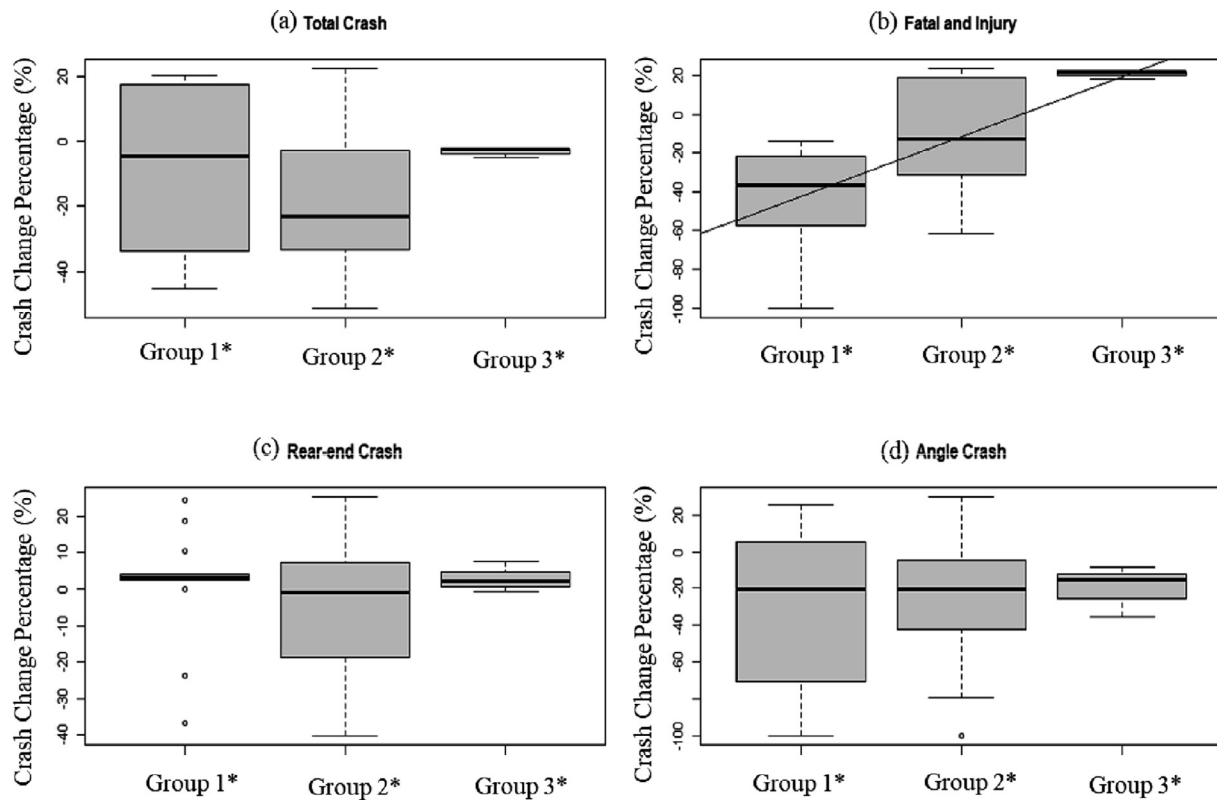 (a) Total Crash
Crash Change Percentage (%)
20
0
-20
-40
Group 1* Group 2* Group 3*
(b) Fatal and Injury
Crash Change Percentage (%)
20
0
-20
-40
-60
-80
-100
Group 1* Group 2* Group 3*
(c) Rear-end Crash
Crash Change Percentage (%)
20
10
0
-10
-20
-30
-40
Group 1* Group 2* Group 3*
(d) Angle Crash
Crash Change Percentage (%)
20
0
-20
-40
-60
-100
Group 1* Group 2* Group 3*